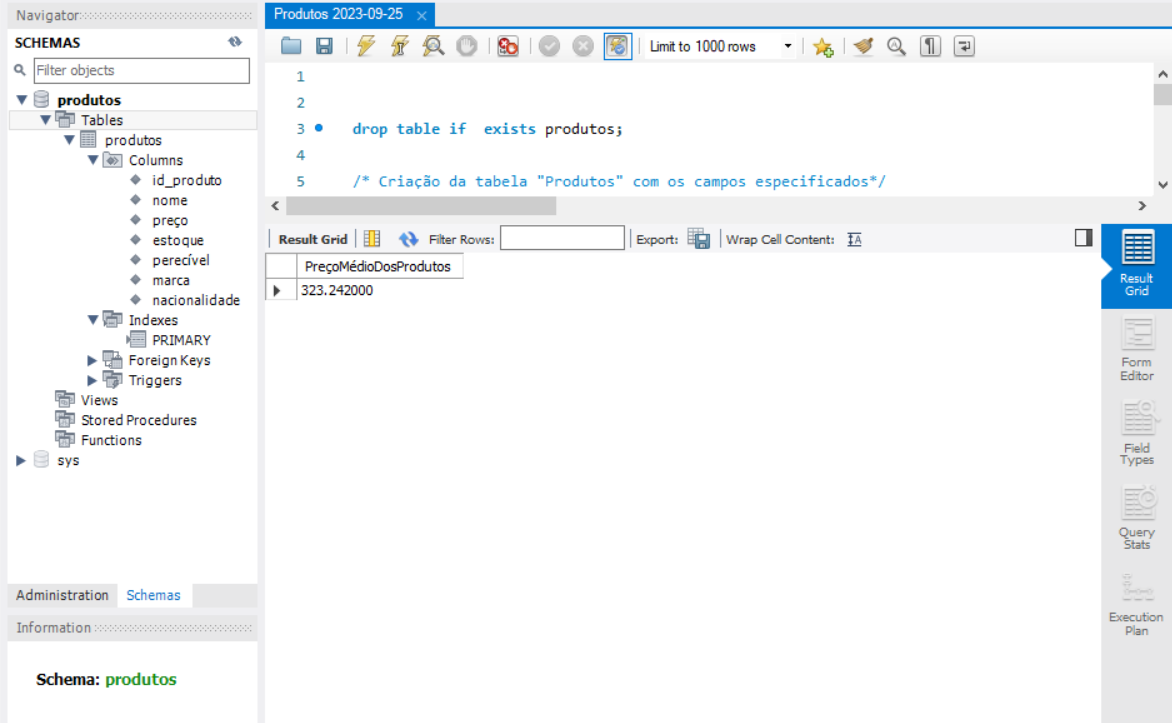 Navigator
SCHEMAS
Filter objects
produtos
Tables
produtos
Columns
id_produto
nome
preço
estoque
perecível
marca
nacionalidade
Indexes
PRIMARY
Foreign Keys
Triggers
Views
Stored Procedures
Functions
sys
Administration Schemas
Information
Schema: produtos
Produtos 2023-09-25
Limit to 1000 rows
1
2
3 drop table if  exists produtos;
4
5 /* Criação da tabela "Produtos" com os campos especificados*/
Result Grid Filter Rows: Export: Wrap Cell Content:
PreçoMédioDosProdutos
323.242000
Result
Grid
Form
Editor
Field
Types
Query
Stats
Execution
Plan